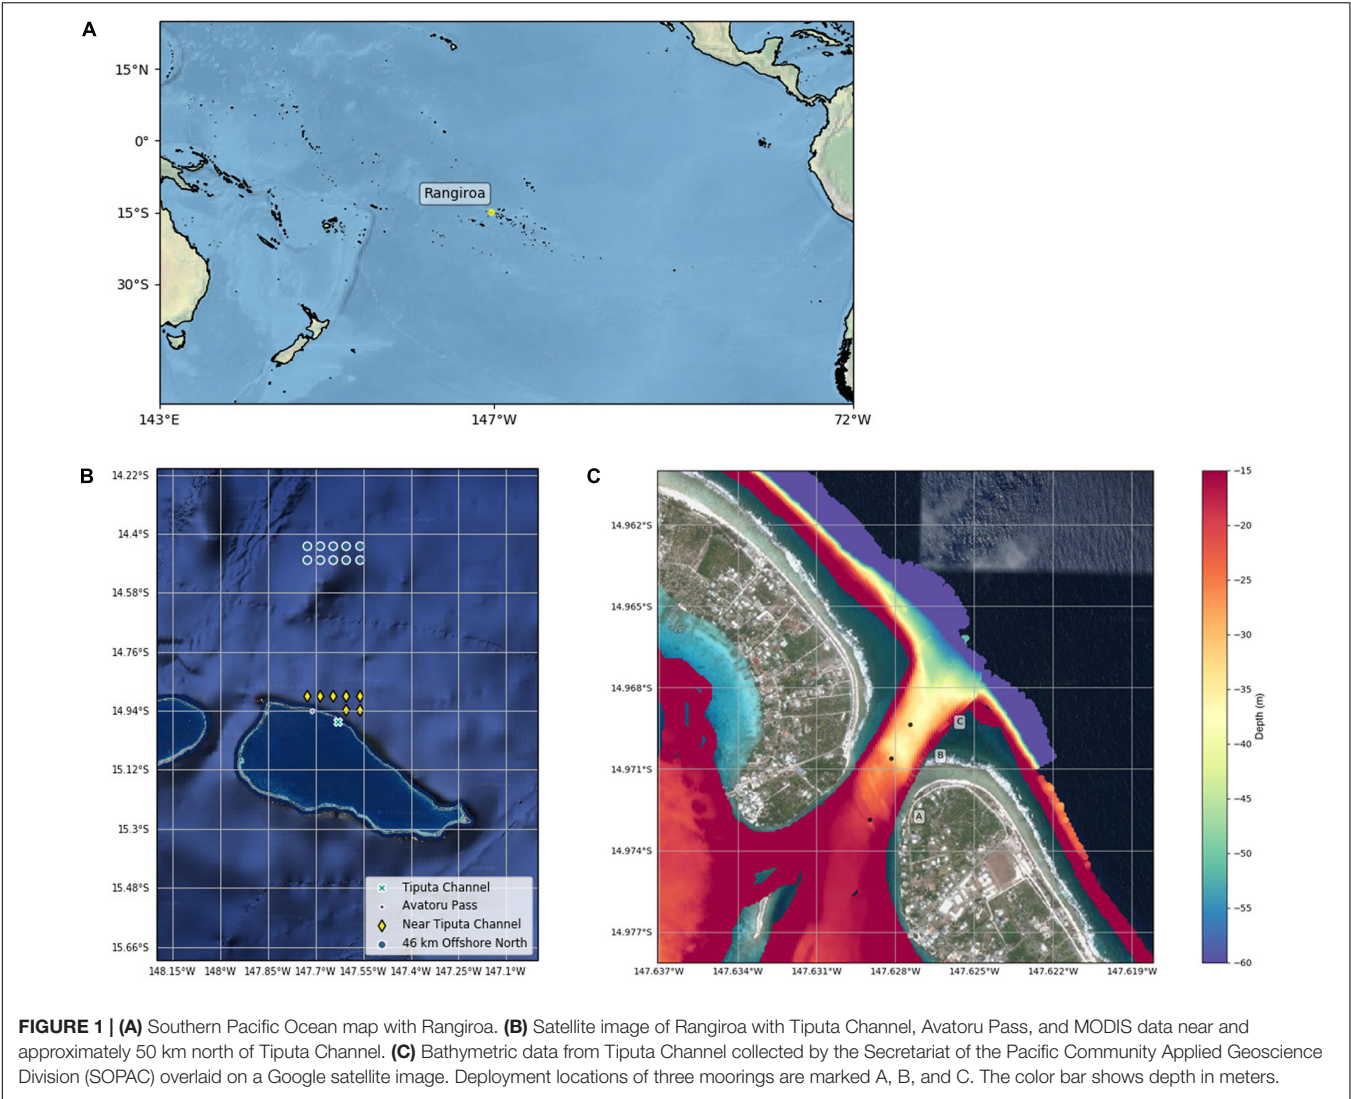 A
15°N
0°
Rangiroa
15°S
30°S
143°E
147°W
72°W
B
14.22°S
14.4°S
14.58°S
14.76°S
14.94°S
15.12°S
15.3°S
15.48°S
15.66°S
148.15°W 148°W 147.85°W 147.7°W 147.55°W 147.4°W 147.25°W 147.1°W
Tiputa Channel
Avatoru Pass
Near Tiputa Channel
46 km Offshore North
C
14.962°S
14.965°S
14.968°S
14.971°S
14.974°S
14.977°S
147.637°W 147.634°W 147.631°W 147.628°W 147.625°W 147.622°W 147.619°W
C
B
A
−15
−20
−25
−30
−35
−40
−45
−50
−55
−60
Depth (m)
FIGURE 1 | (A) Southern Pacific Ocean map with Rangiroa. (B) Satellite image of Rangiroa with Tiputa Channel, Avatoru Pass, and MODIS data near and
approximately 50 km north of Tiputa Channel. (C) Bathymetric data from Tiputa Channel collected by the Secretariat of the Pacific Community Applied Geoscience
Division (SOPAC) overlaid on a Google satellite image. Deployment locations of three moorings are marked A, B, and C. The color bar shows depth in meters.